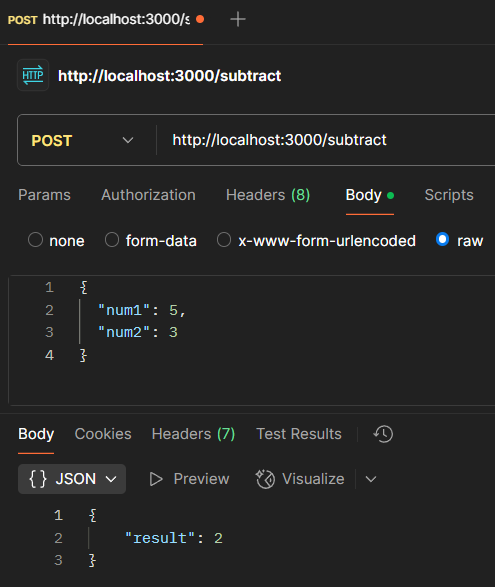 POST http://localhost:3000/s
HTTP http://localhost:3000/subtract
POST http://localhost:3000/subtract
Params Authorization Headers (8) Body Scripts
none form-data x-www-form-urlencoded raw
1 {
2 "num1": 5,
3 "num2": 3
4 }
Body Cookies Headers (7) Test Results
{} JSON Preview Visualize
1 {
2 "result": 2
3 }